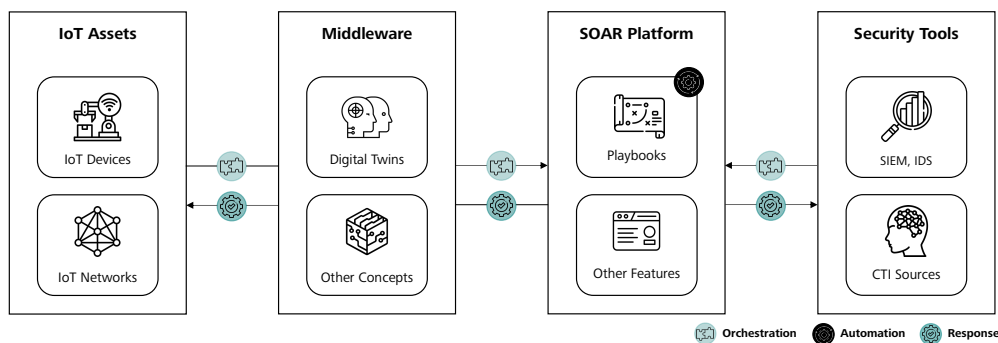 IoT Assets
Middleware
SOAR Platform
Security Tools
IoT Devices
Digital Twins
Playbooks
SIEM, IDS
IoT Networks
Other Concepts
Other Features
CTI Sources
Orchestration
Automation
Response